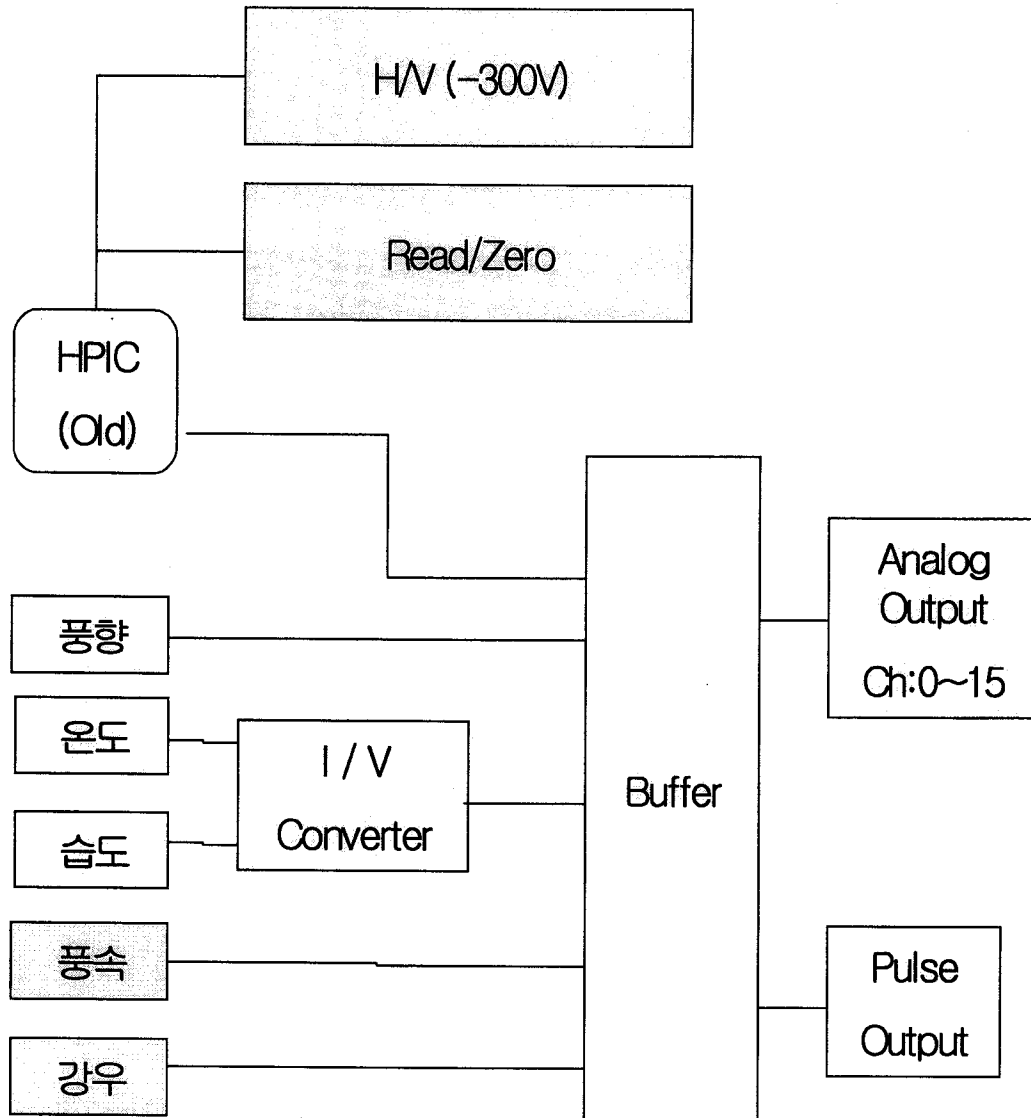 H/V (-300V)
Read/Zero
HPIC
(Old)
풍향
온도
습도
풍속
강우
I / V
Converter
Buffer
Analog
Output
Ch:0~15
Pulse
Output